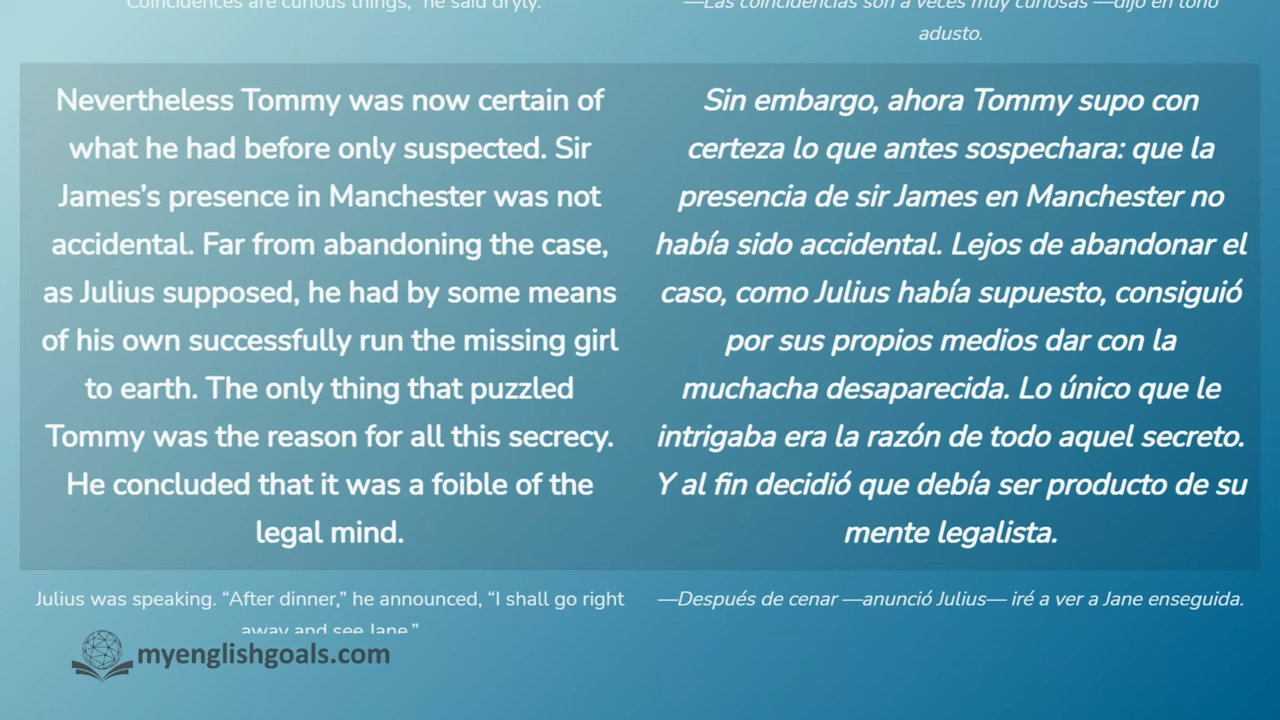 Coincidences are curious things,” he said dryly.
Nevertheless Tommy was now certain of
what he had before only suspected. Sir
James’s presence in Manchester was not
accidental. Far from abandoning the case,
as Julius supposed, he had by some means
of his own successfully run the missing girl
to earth. The only thing that puzzled
Tommy was the reason for all this secrecy.
He concluded that it was a foible of the
legal mind.
Julius was speaking. “After dinner,” he announced, “I shall go right
away and see Jane.”
—Las coincidencias son a veces muy curiosas —dijo en tono
adusto.
Sin embargo, ahora Tommy supo con
certeza lo que antes sospechara: que la
presencia de sir James en Manchester no
había sido accidental. Lejos de abandonar el
caso, como Julius había supuesto, consiguió
por sus propios medios dar con la
muchacha desaparecida. Lo único que le
intrigaba era la razón de todo aquel secreto.
Y al fin decidió que debía ser producto de su
mente legalista.
—Después de cenar —anunció Julius— iré a ver a Jane enseguida.
myenglishgoals.com